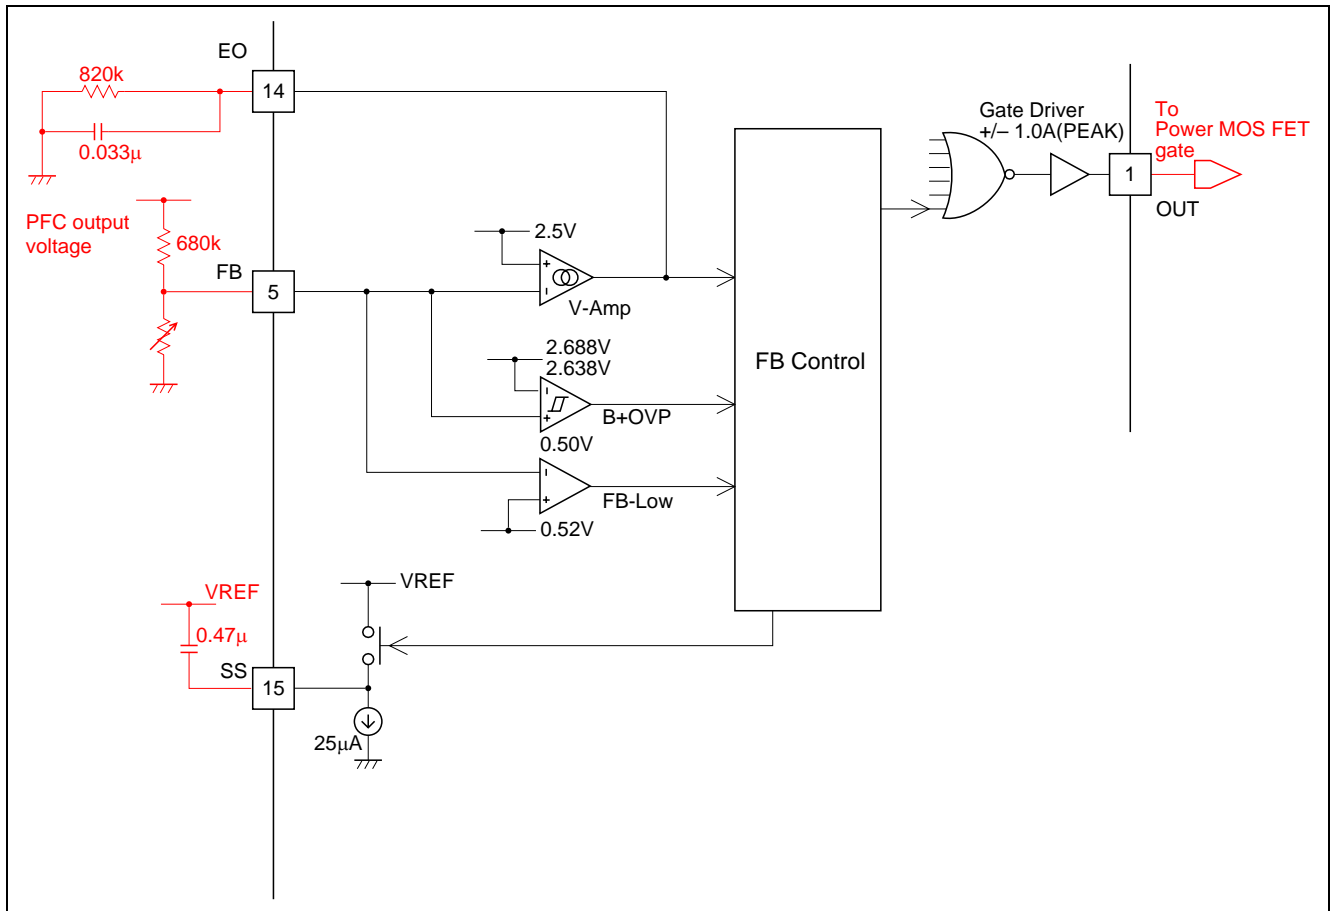 EO
820k
14
0.033μ
Gate Driver
+/– 1.0A(PEAK)
To
Power MOS FET
gate
1
OUT
PFC output
voltage
680k
FB
5
2.5V
+
–
V-Amp
2.688V
2.638V
–
+
B+OVP
FB Control
0.50V
–
+
FB-Low
0.52V
VREF
VREF
0.47μ
SS
15
25μA